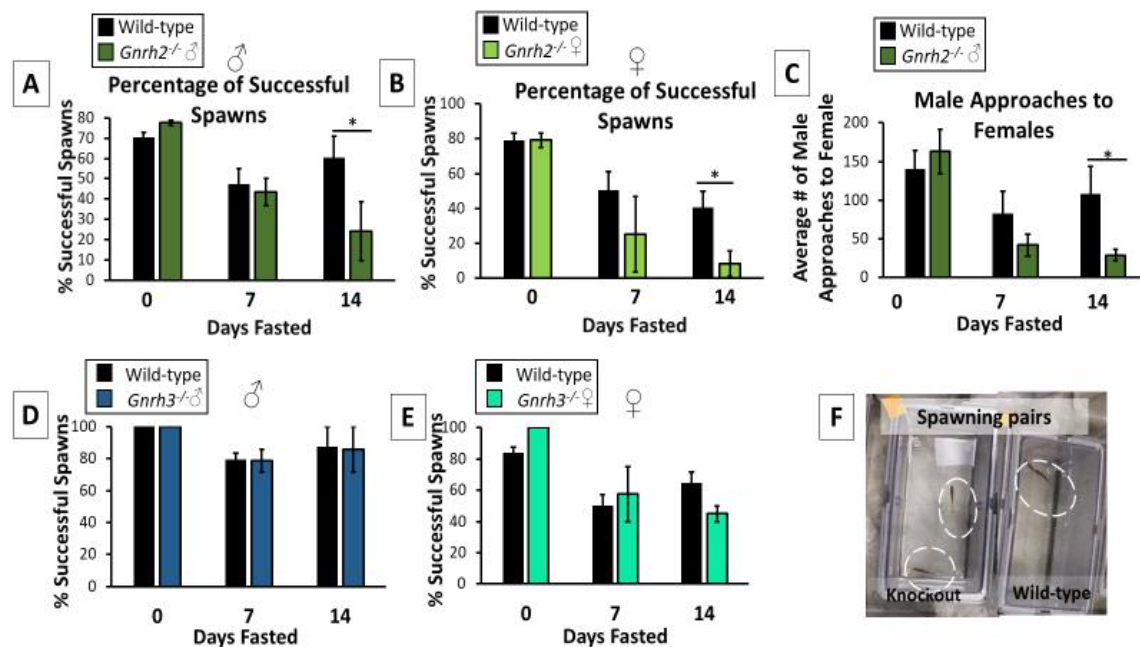 Wild-type
Gnrh2-/- ♂
A
♂
Percentage of Successful
Spawns
% Successful Spawns
80
70
60
50
40
30
20
10
0
*
0 7 14
Days Fasted
Wild-type
Gnrh2-/- ♀
B
♀
Percentage of Successful
Spawns
% Successful Spawns
100
80
60
40
20
0
*
0 7 14
Days Fasted
Wild-type
Gnrh2-/- ♂
C
Male Approaches to
Females
Average # of Male
Approaches to Female
200
150
100
50
0
*
0 7 14
Days Fasted
Wild-type
Gnrh3-/-♂
D
♂
% Successful Spawns
100
80
60
40
20
0
0 7 14
Days Fasted
Wild-type
Gnrh3-/-♀
E
♀
% Successful Spawns
100
80
60
40
20
0
0 7 14
Days Fasted
F
Spawning pairs
Knockout Wild-type